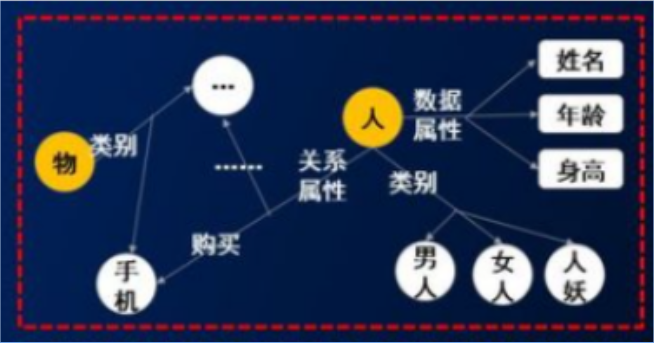 物
类别
...
手机
购买
......
关系
属性
人
数据
属性
姓名
年龄
身高
类别
男人
女人
人妖